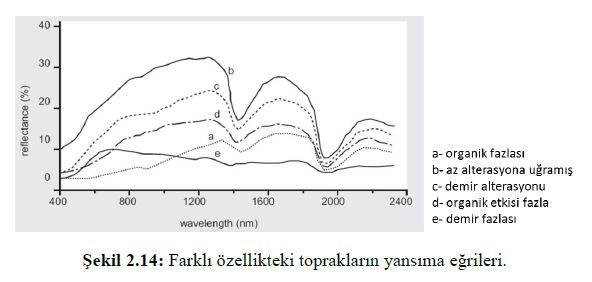 40
30
20
10
0
reflectance (%)
b
c
d
a
e
400 800 1200 1600 2000 2400
wavelength (nm)
a- organik fazlası
b- az alterasyona uğramış
c- demir alterasyonu
d- organik etkisi fazla
e- demir fazlası
Şekil 2.14: Farklı özellikteki toprakların yansıma eğrileri.